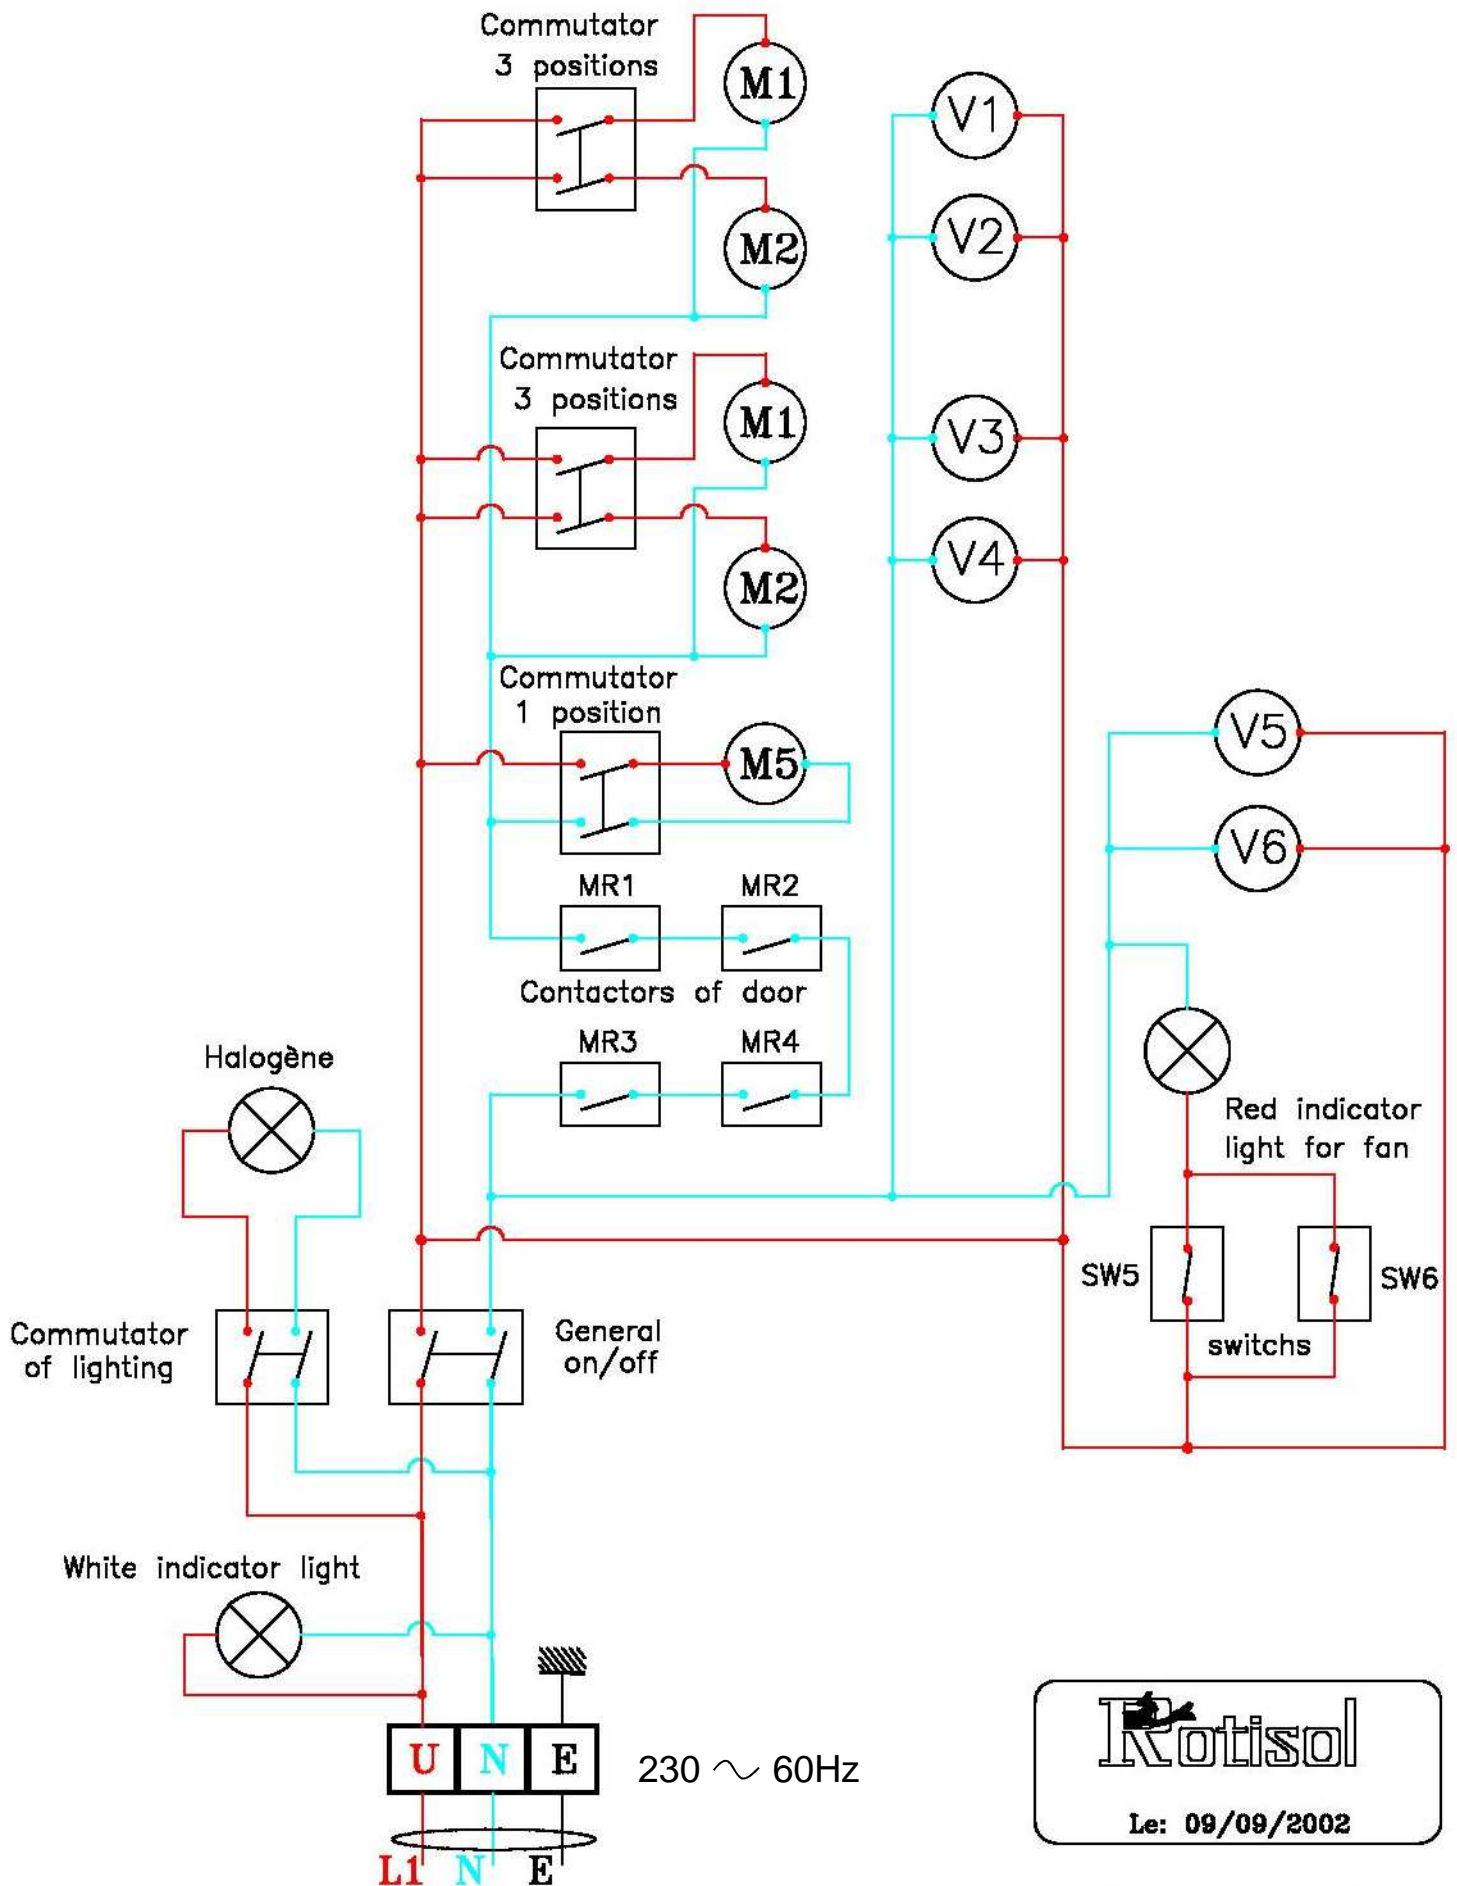 Commutator
3 positions
M1
V1
V2
M2
Commutator
3 positions
M1
V3
V4
M2
Commutator
1 position
M5
V5
V6
MR1
MR2
Contactors of door
MR3
MR4
Halogène
Red indicator
light for fan
SW5
SW6
switchs
Commutator
of lighting
General
on/off
White indicator light
U
N
E
230 ~ 60Hz
L1
N
E
Rotisol
Le: 09/09/2002